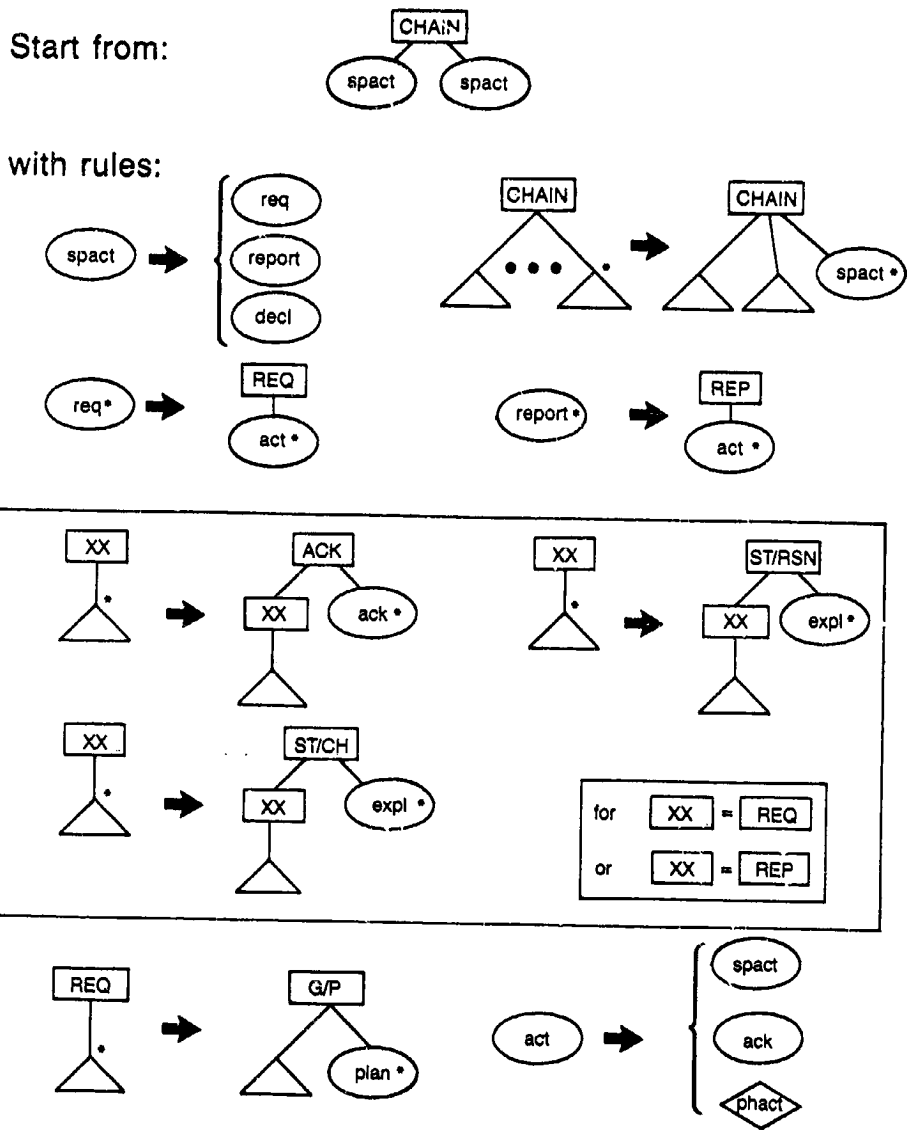 CHAIN
Start from:
spact spact
with rules:
req
CHAIN CHAIN
spact report spact *
• • • *
decl
REQ REP
req * report *
act * act *
XX ACK XX ST/RSN
* XX ack * * XX expl *
XX ST/CH
* XX expl *
for XX = REQ
or XX = REP
REQ G/P spact
* plan * act ack
phact